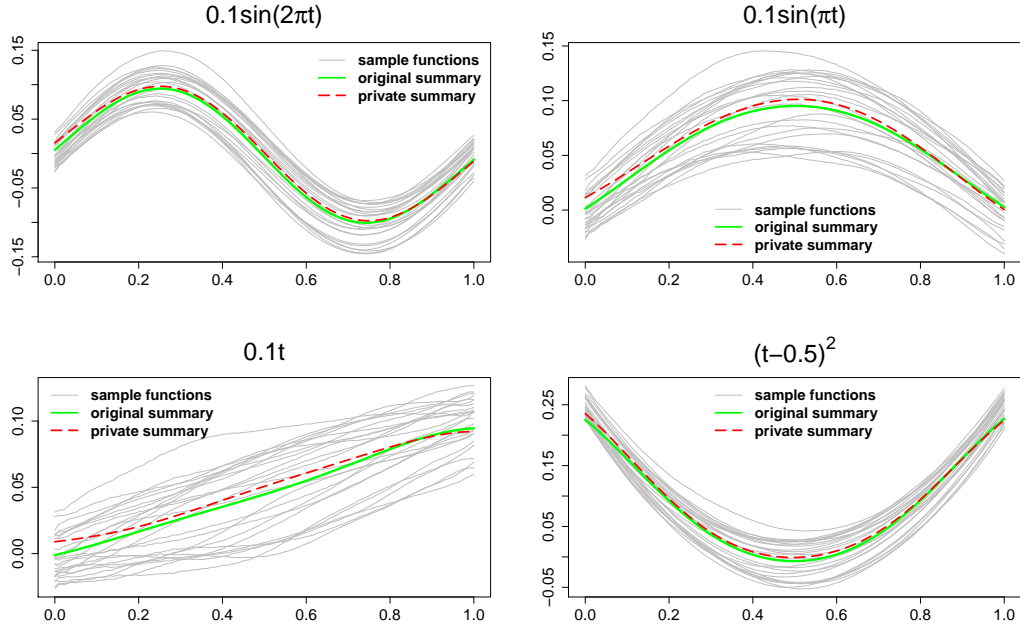 0.1sin(2πt)
sample functions
original summary
private summary
0.15
0.05
−0.05
−0.15
0.0 0.2 0.4 0.6 0.8 1.0
0.1sin(πt)
0.15
0.10
0.05
0.00
sample functions
original summary
private summary
0.0 0.2 0.4 0.6 0.8 1.0
0.1t
sample functions
original summary
private summary
0.10
0.05
0.00
0.0 0.2 0.4 0.6 0.8 1.0
(t−0.5)²
sample functions
original summary
private summary
0.25
0.15
0.05
−0.05
0.0 0.2 0.4 0.6 0.8 1.0